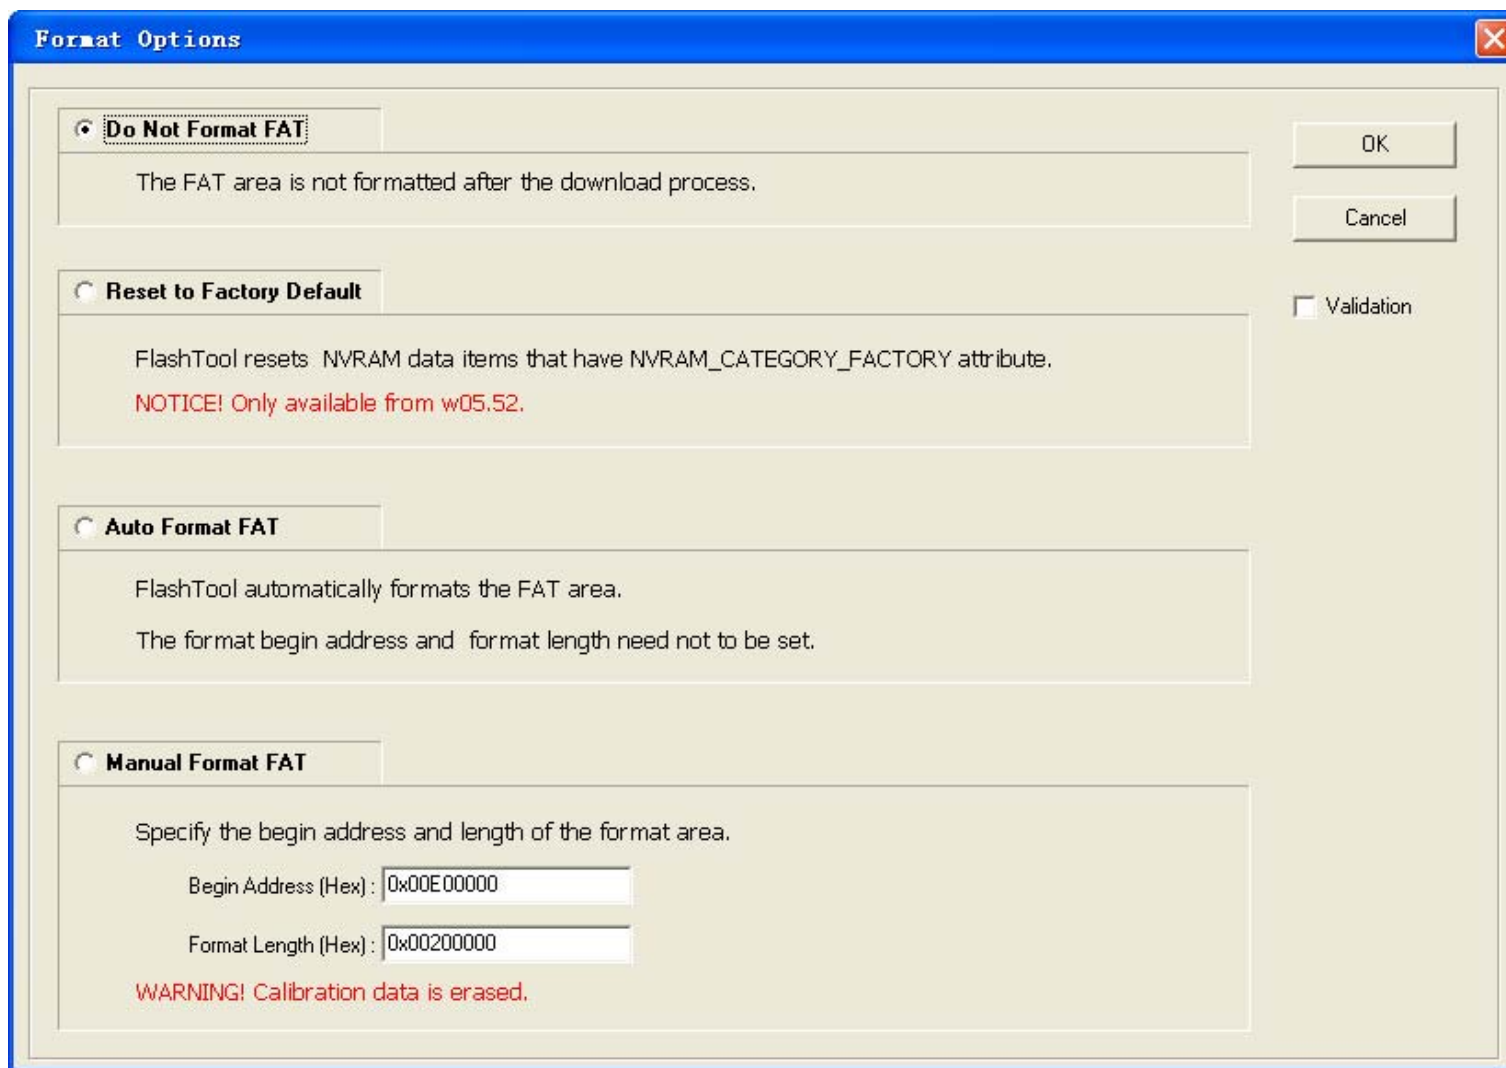 Format Options
Do Not Format FAT
OK
The FAT area is not formatted after the download process.
Cancel
Reset to Factory Default
Validation
FlashTool resets  NVRAM data items that have NVRAM_CATEGORY_FACTORY attribute.
NOTICE! Only available from w05.52.
Auto Format FAT
FlashTool automatically formats the FAT area.
The format begin address and  format length need not to be set.
Manual Format FAT
Specify the begin address and length of the format area.
Begin Address (Hex) : 0x00E00000
Format Length (Hex) : 0x00200000
WARNING! Calibration data is erased.